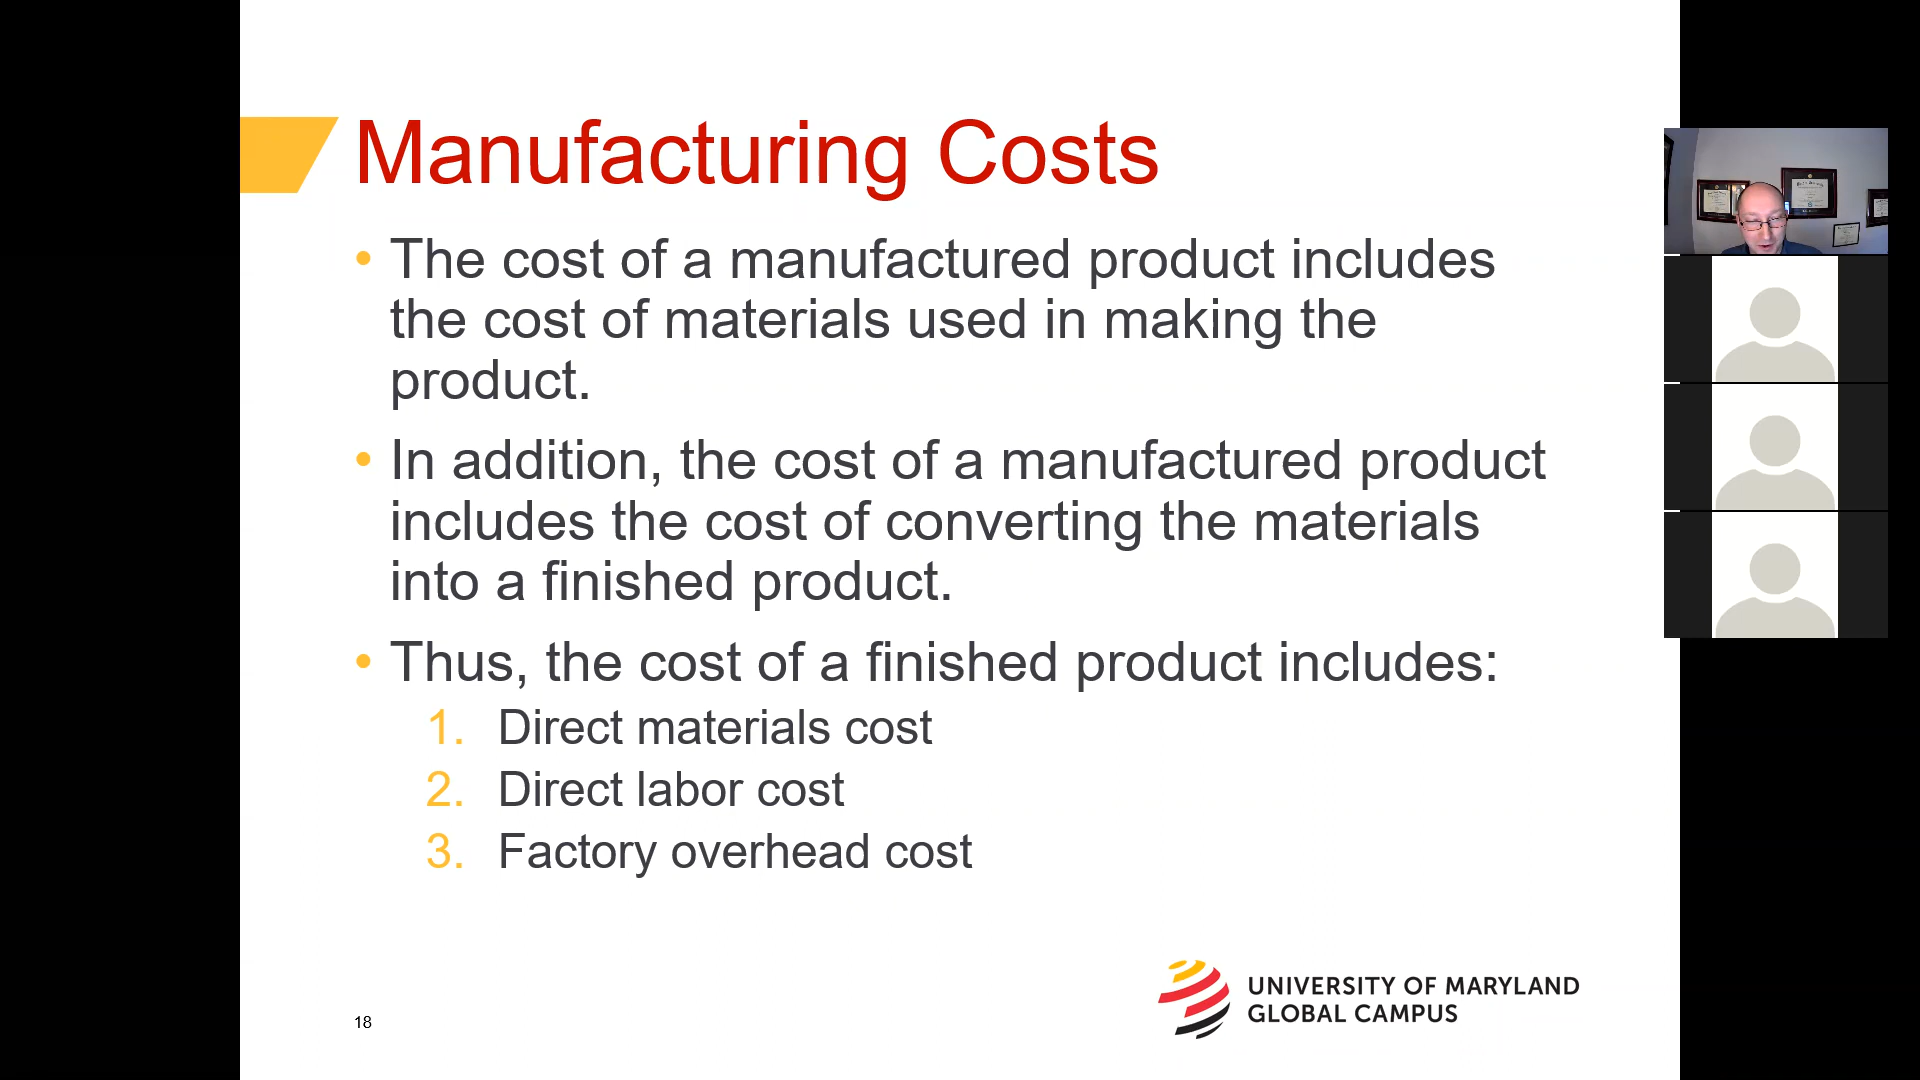 Manufacturing Costs
• The cost of a manufactured product includes
the cost of materials used in making the
product.
• In addition, the cost of a manufactured product
includes the cost of converting the materials
into a finished product.
• Thus, the cost of a finished product includes:
1. Direct materials cost
2. Direct labor cost
3. Factory overhead cost
UNIVERSITY OF MARYLAND
GLOBAL CAMPUS
18